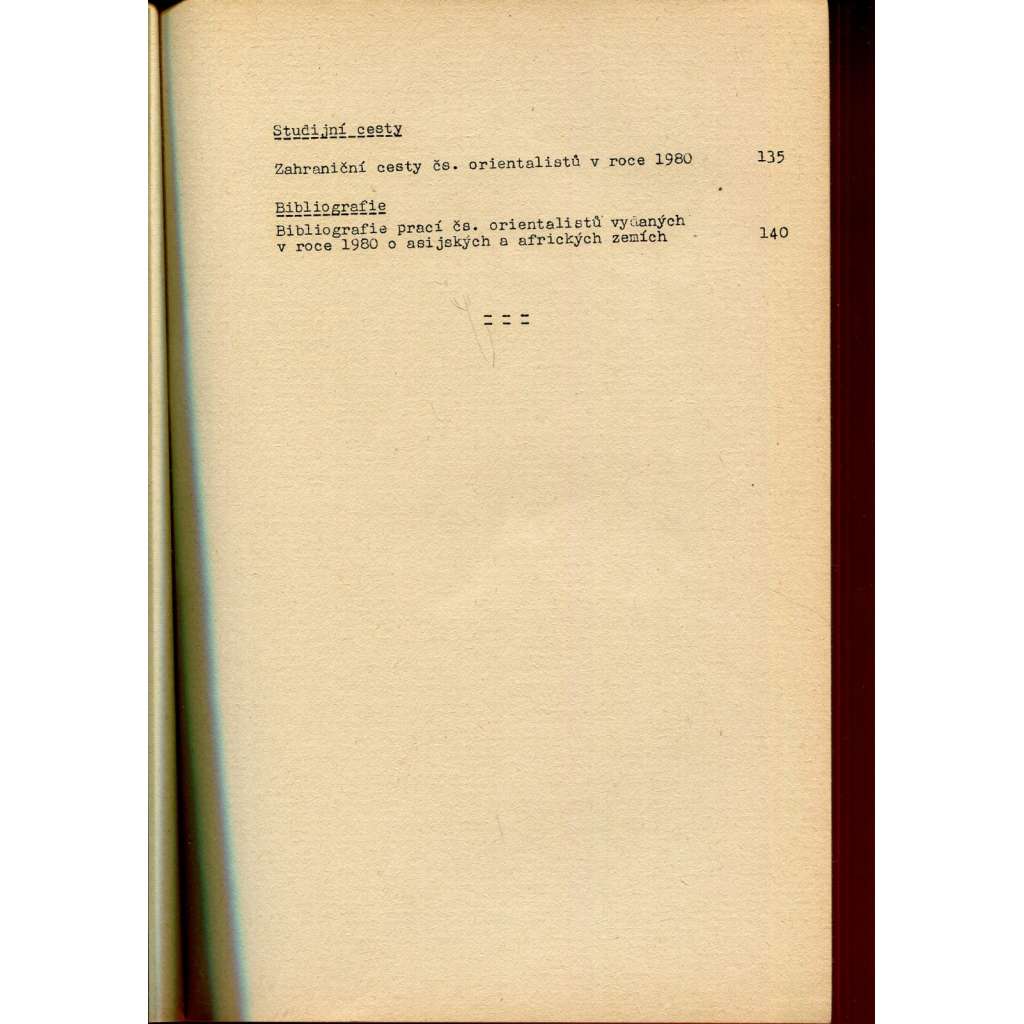 Studijní cesty
Zahraniční cesty čs. orientalistů v roce 1980 135
Bibliografie
Bibliografie prací čs. orientalistů vydaných
v roce 1980 o asijských a afrických zemích 140
= = =